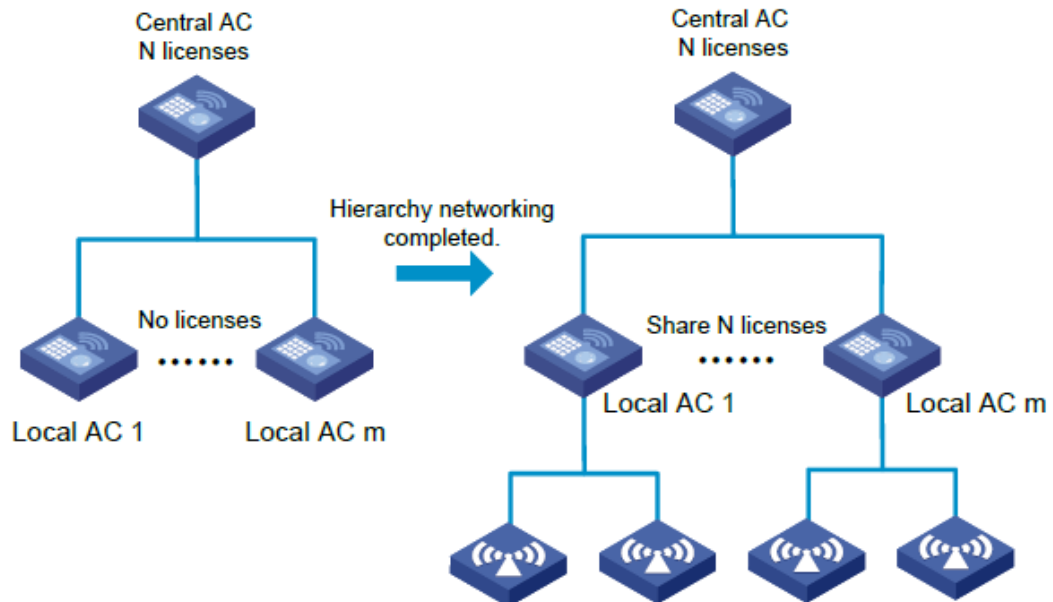 Central AC
N licenses
No licenses
Local AC 1
Local AC m
Hierarchy networking
completed.
Central AC
N licenses
Share N licenses
Local AC 1
Local AC m